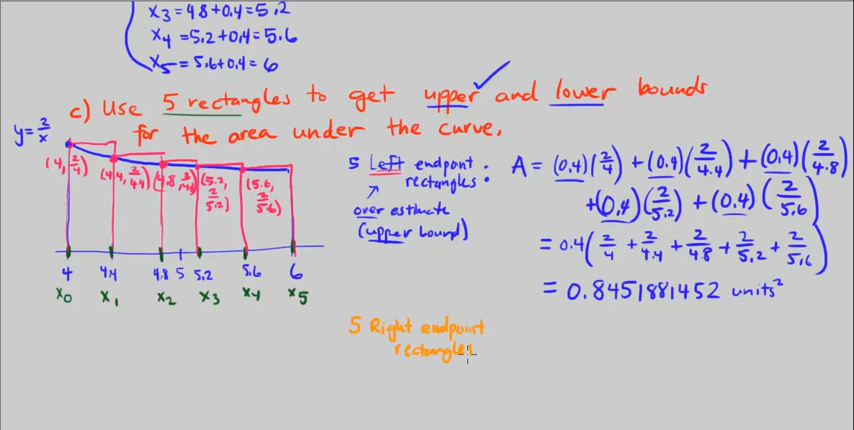 x3 = 4.8+0.4 = 5.2
x4 = 5.2+0.4 = 5.6
x5 = 5.6+0.4 = 6
c) Use 5 rectangles to get upper and lower bounds
for the area under the curve.
y = 2/x
(4, 2/4) (4.4, 2/4.4) (4.8, 2/4.8) (5.2, 2/5.2) (5.6, 2/5.6)
4 4.4 4.8 5 5.2 5.6 6
x0 x1 x2 x3 x4 x5
5 Left endpont
rectangles:
over estimate
(upper bound)
A = (0.4)(2/4) + (0.4)(2/4.4) + (0.4)(2/4.8)
+(0.4)(2/5.2) + (0.4)(2/5.6)
= 0.4(2/4 + 2/4.4 + 2/4.8 + 2/5.2 + 2/5.6)
= 0.8451881452 units²
5 Right endpoint
rectangles